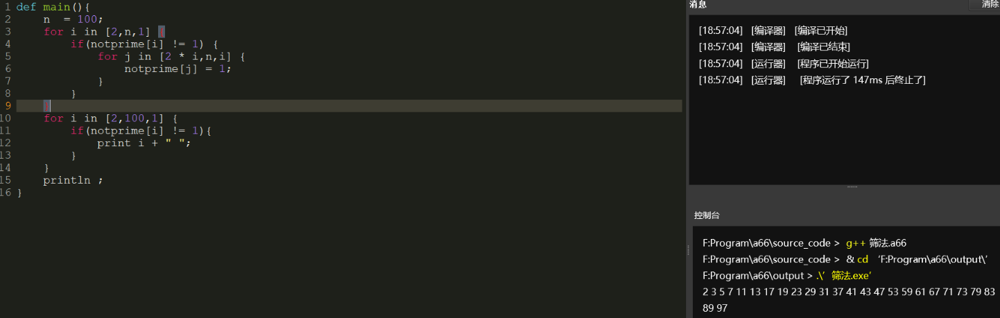 1 def main(){
2     n  = 100;
3     for i in [2,n,1] {
4         if(notprime[i] != 1) {
5             for j in [2 * i,n,i] {
6                 notprime[j] = 1;
7             }
8         }
9     }
10     for i in [2,100,1] {
11         if(notprime[i] != 1){
12             print i + " ";
13         }
14     }
15     println ;
16 }
消息 清除
[18:57:04] [编译器] [编译已开始]
[18:57:04] [编译器] [编译已结束]
[18:57:04] [运行器] [程序已开始运行]
[18:57:04] [运行器] [程序运行了 147ms 后终止了]
控制台
F:Program\a66\source_code > g++ 筛法.a66
F:Program\a66\source_code > & cd ‘F:Program\a66\output\’
F:Program\a66\output > .\’ 筛法.exe’
2 3 5 7 11 13 17 19 23 29 31 37 41 43 47 53 59 61 67 71 73 79 83
89 97